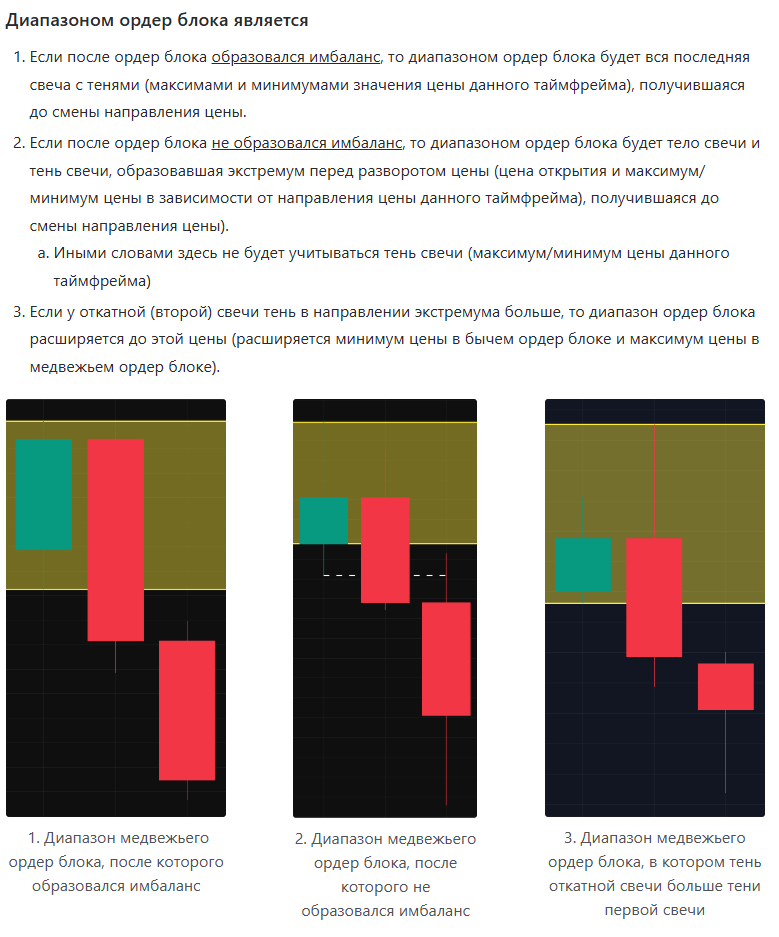 Диапазоном ордер блока является
1. Если после ордер блока образовался имбаланс, то диапазоном ордер блока будет вся последняя
свеча с тенями (максимами и минимумами значения цены данного таймфрейма), получившаяся
до смены направления цены.
2. Если после ордер блока не образовался имбаланс, то диапазоном ордер блока будет тело свечи и
тень свечи, образовавшая экстремум перед разворотом цены (цена открытия и максимум/
минимум цены в зависимости от направления цены данного таймфрейма), получившаяся до
смены направления цены).
a. Иными словами здесь не будет учитываться тень свечи (максимум/минимум цены данного
таймфрейма)
3. Если у откатной (второй) свечи тень в направлении экстремума больше, то диапазон ордер блока
расширяется до этой цены (расширяется минимум цены в бычем ордер блоке и максимум цены в
медвежьем ордер блоке).
1. Диапазон медвежьего
ордер блока, после которого
образовался имбаланс
2. Диапазон медвежьего
ордер блока, после
которого не
образовался имбаланс
3. Диапазон медвежьего
ордер блока, в котором тень
откатной свечи больше тени
первой свечи